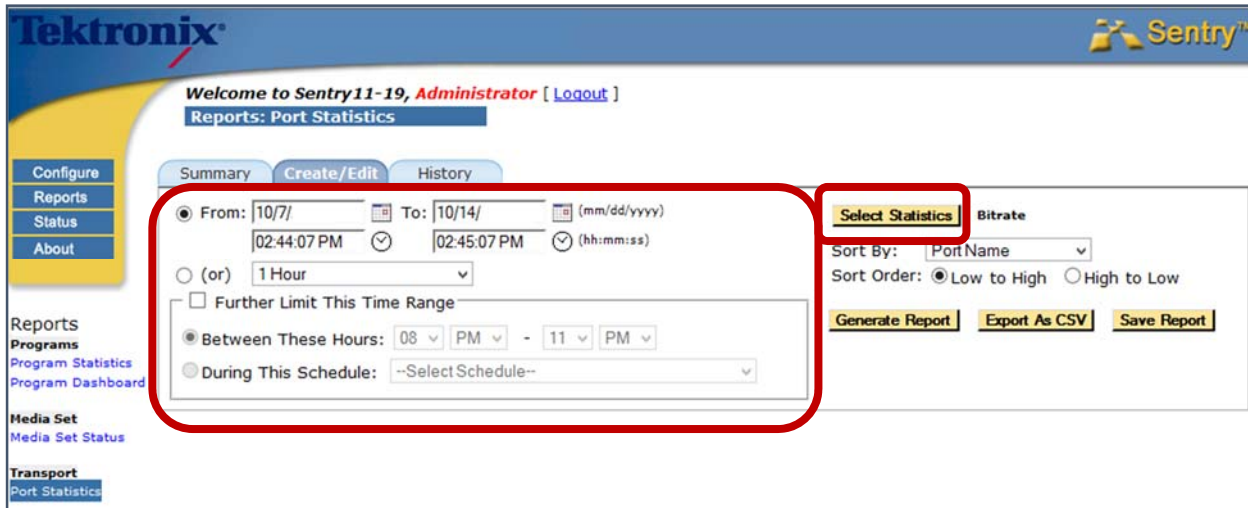 Tektronix®
Sentry™
Welcome to Sentry11-19, Administrator [ Logout ]
Reports: Port Statistics
Configure
Reports
Status
About
Summary
Create/Edit
History
From: 10/7/ To: 10/14/ (mm/dd/yyyy)
02:44:07 PM 02:45:07 PM (hh:mm:ss)
(or) 1 Hour
Further Limit This Time Range
Between These Hours: 08 PM - 11 PM
During This Schedule: --Select Schedule--
Select Statistics Bitrate
Sort By: PortName
Sort Order: Low to High High to Low
Generate Report Export As CSV Save Report
Reports
Programs
Program Statistics
Program Dashboard
Media Set
Media Set Status
Transport
Port Statistics